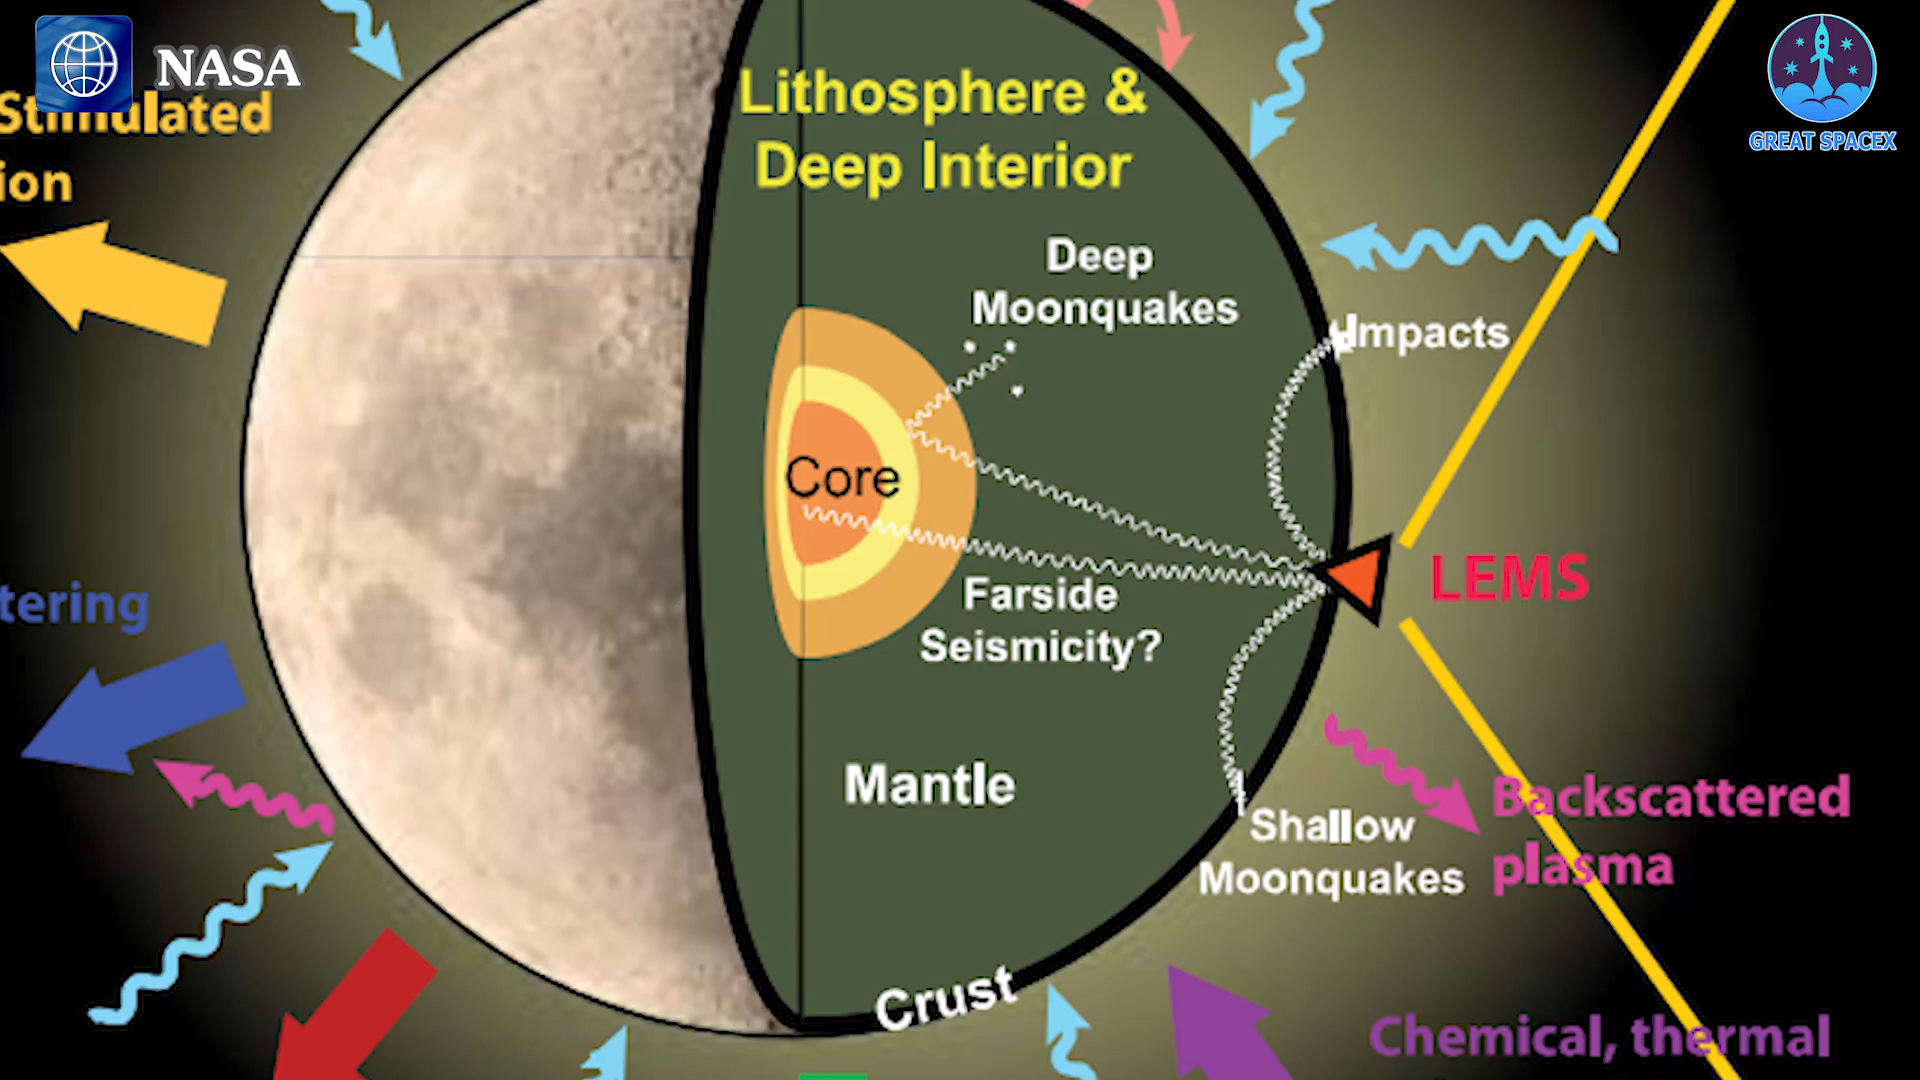 NASA
GREAT SPACEX
Stimulated
ion
Lithosphere &
Deep Interior
Deep
Moonquakes
Impacts
Core
LEMS
Farside
Seismicity?
tering
Mantle
Backscattered
plasma
Shallow
Moonquakes
Crust
Chemical, thermal